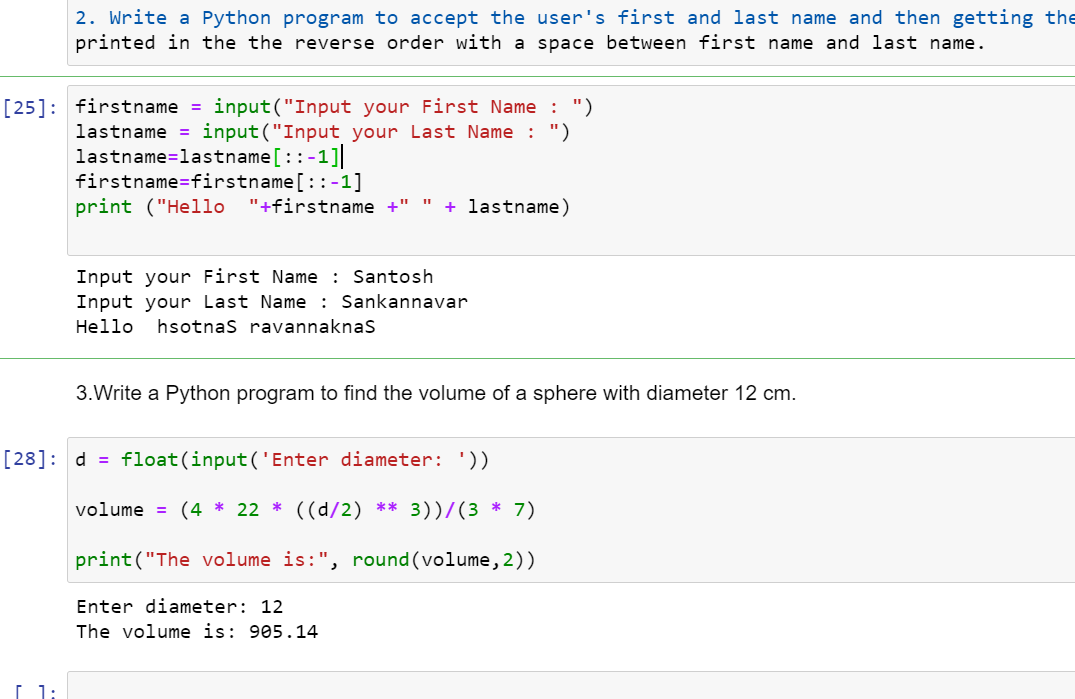 2. Write a Python program to accept the user's first and last name and then getting the
printed in the the reverse order with a space between first name and last name.
[25]:
firstname = input("Input your First Name : ")
lastname = input("Input your Last Name : ")
lastname=lastname[::-1]
firstname=firstname[::-1]
print ("Hello  "+firstname +" " + lastname)
Input your First Name : Santosh
Input your Last Name : Sankannavar
Hello  hsotnaS ravannaknaS
3.Write a Python program to find the volume of a sphere with diameter 12 cm.
[28]:
d = float(input('Enter diameter: '))
volume = (4 * 22 * ((d/2) ** 3))/(3 * 7)
print("The volume is:", round(volume,2))
Enter diameter: 12
The volume is: 905.14
[ ]: